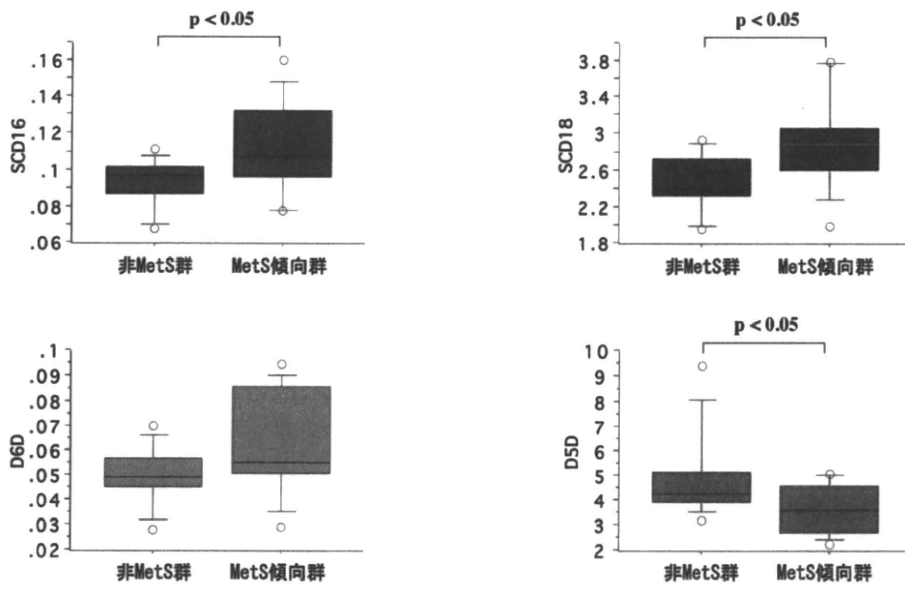 p < 0.05
SCD16
.16
.14
.12
.1
.08
.06
非MetS群 MetS傾向群
p < 0.05
SCD18
3.8
3.4
3
2.6
2.2
1.8
非MetS群 MetS傾向群
D6D
.1
.09
.08
.07
.06
.05
.04
.03
.02
非MetS群 MetS傾向群
p < 0.05
D5D
10
9
8
7
6
5
4
3
2
非MetS群 MetS傾向群